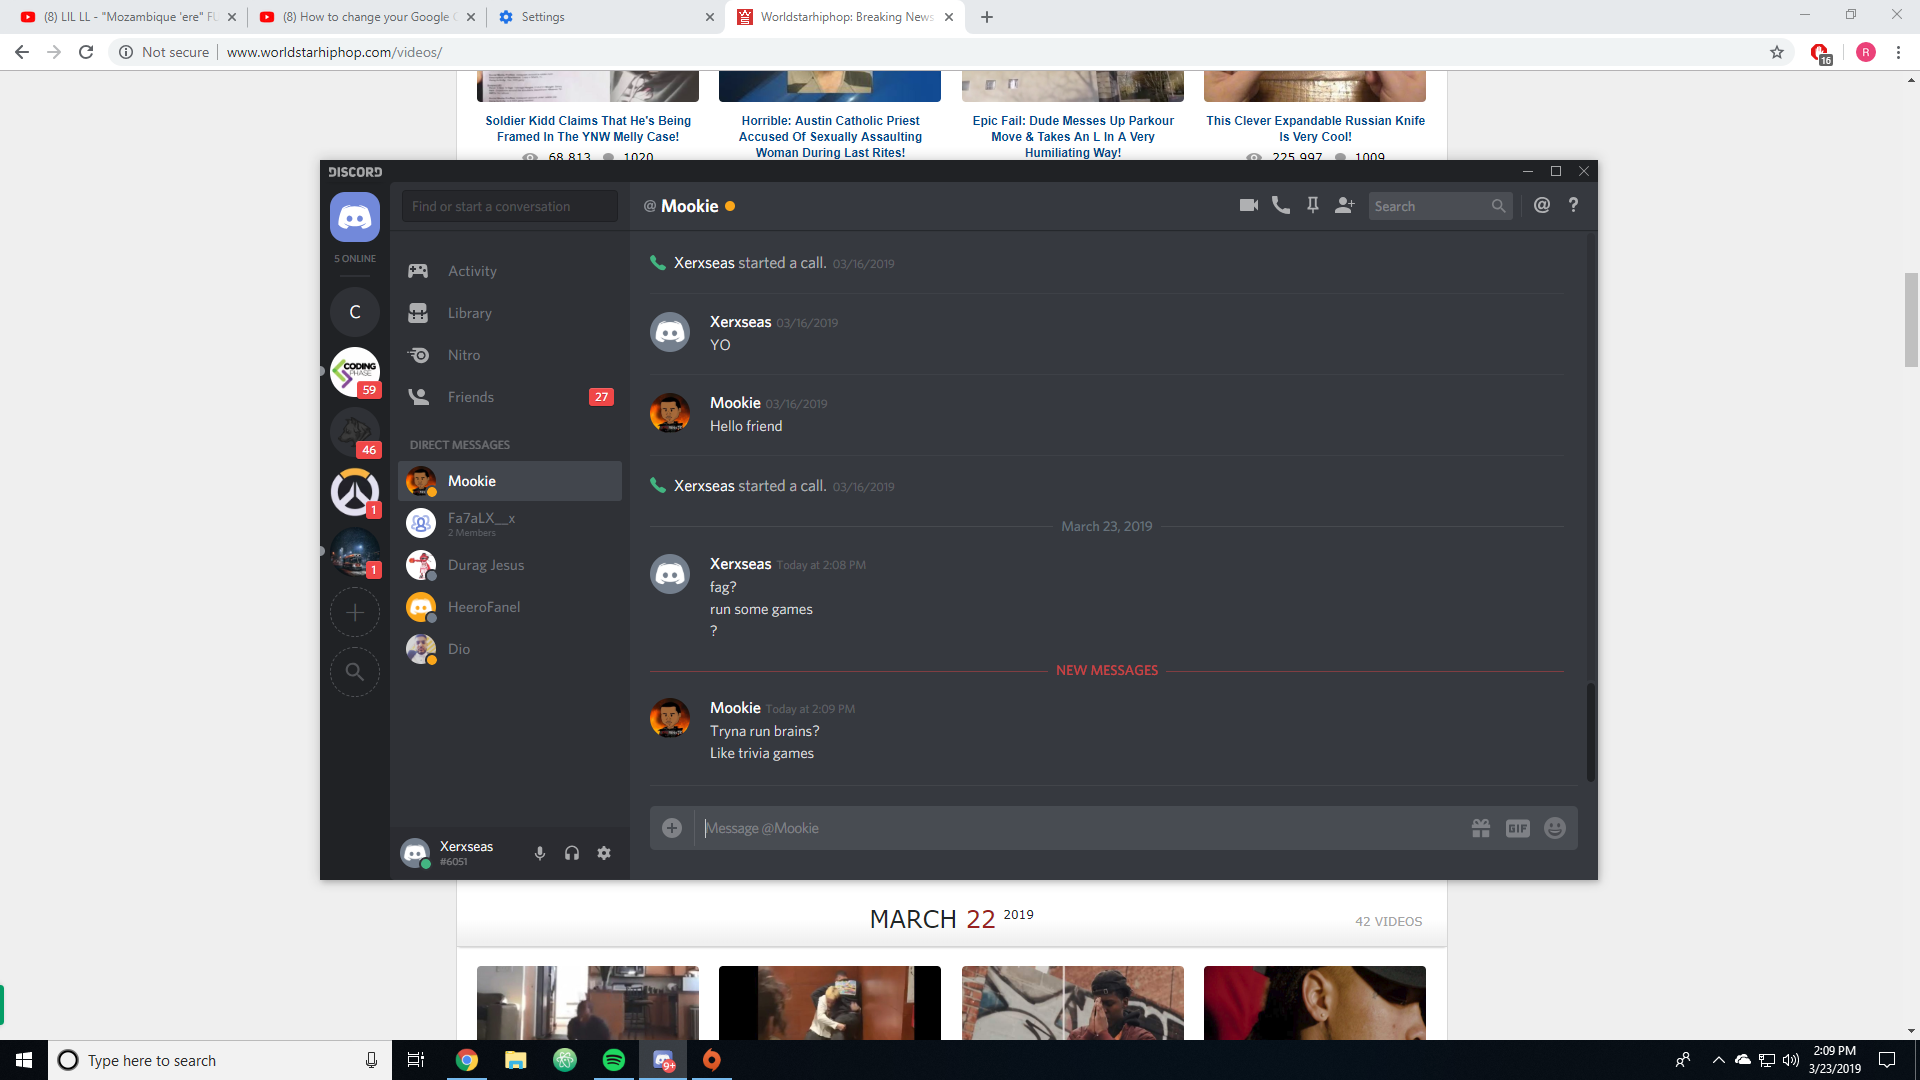 (8) LIL LL - "Mozambique 'ere" FU
(8) How to change your Google C
Settings
Worldstarhiphop: Breaking News
Not secure
www.worldstarhiphop.com/videos/
16
R
Soldier Kidd Claims That He's Being
Framed In The YNW Melly Case!
68,813 1020
Horrible: Austin Catholic Priest
Accused Of Sexually Assaulting
Woman During Last Rites!
Epic Fail: Dude Messes Up Parkour
Move & Takes An L In A Very
Humiliating Way!
This Clever Expandable Russian Knife
Is Very Cool!
225,997 1009
DISCORD
5 ONLINE
C
CODING
PHASE
59
46
1
1
Find or start a conversation
Activity
Library
Nitro
Friends
27
DIRECT MESSAGES
Mookie
Fa7aLX__x
2 Members
Durag Jesus
HeeroFanel
Dio
Xerxseas
#6051
@ Mookie
Search
@ ?
Xerxseas started a call. 03/16/2019
Xerxseas 03/16/2019
YO
Mookie 03/16/2019
Hello friend
Xerxseas started a call. 03/16/2019
March 23, 2019
Xerxseas Today at 2:08 PM
fag?
run some games
?
NEW MESSAGES
Mookie Today at 2:09 PM
Tryna run brains?
Like trivia games
Message @Mookie
GIF
MARCH 22 2019
42 VIDEOS
Type here to search
9+
2:09 PM
3/23/2019